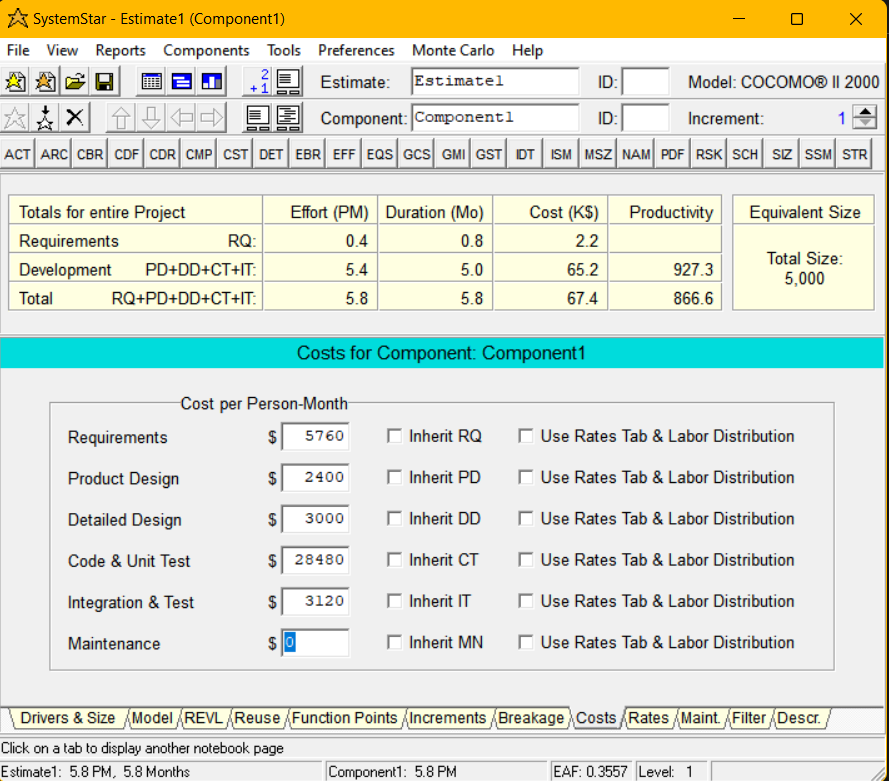 SystemStar - Estimate1 (Component1)
File View Reports Components Tools Preferences Monte Carlo Help
2 +1 Estimate: Estimate1 ID: Model: COCOMO® II 2000
Component: Component1 ID: Increment: 1
ACT ARC CBR CDF CDR CMP CST DET EBR EFF EQS GCS GMI GST IDT ISM MSZ NAM PDF RSK SCH SIZ SSM STR
Totals for entire Project Effort (PM) Duration (Mo) Cost (K$) Productivity Equivalent Size
Requirements RQ: 0.4 0.8 2.2
Development PD+DD+CT+IT: 5.4 5.0 65.2 927.3 Total Size:
5,000
Total RQ+PD+DD+CT+IT: 5.8 5.8 67.4 866.6
Costs for Component: Component1
Cost per Person-Month
Requirements $ 5760 Inherit RQ Use Rates Tab & Labor Distribution
Product Design $ 2400 Inherit PD Use Rates Tab & Labor Distribution
Detailed Design $ 3000 Inherit DD Use Rates Tab & Labor Distribution
Code & Unit Test $ 28480 Inherit CT Use Rates Tab & Labor Distribution
Integration & Test $ 3120 Inherit IT Use Rates Tab & Labor Distribution
Maintenance $ 0 Inherit MN Use Rates Tab & Labor Distribution
Drivers & Size Model REVL Reuse Function Points Increments Breakage Costs Rates Maint. Filter Descr.
Click on a tab to display another notebook page
Estimate1: 5.8 PM, 5.8 Months Component1: 5.8 PM EAF: 0.3557 Level: 1